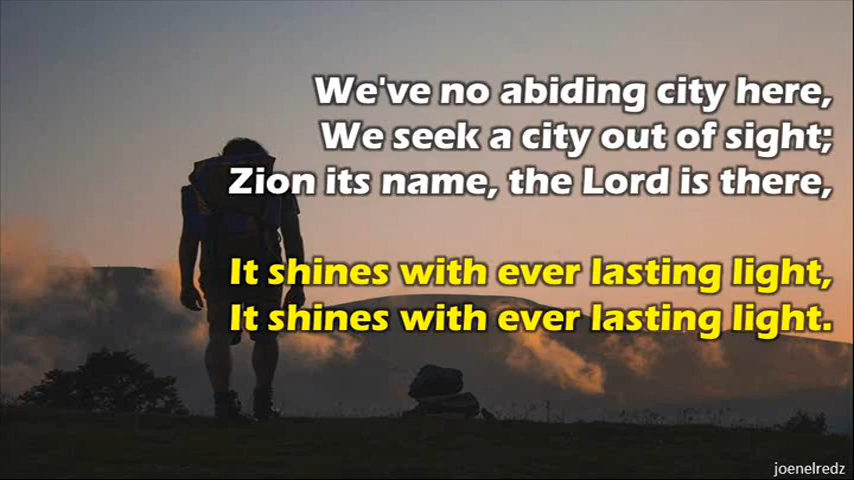 We've no abiding city here,
We seek a city out of sight;
Zion its name, the Lord is there,
It shines with ever lasting light,
It shines with ever lasting light.
joenelredz